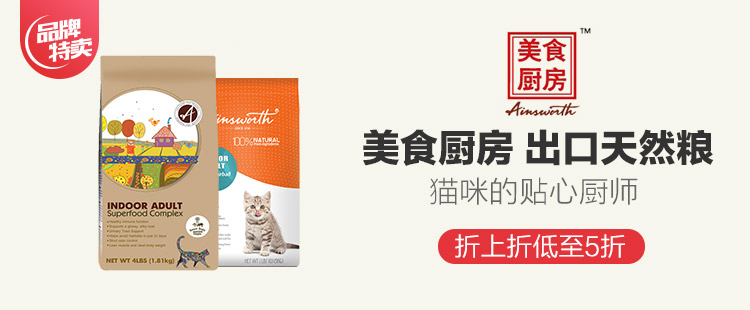 品牌
特卖
Ainsworth
100% NATURAL
INDOOR ADULT
Superfood Complex
NET WT 4LBS (1.81kg)
美食
厨房
TM
Ainsworth
美食厨房 出口天然粮
猫咪的贴心厨师
折上折低至5折